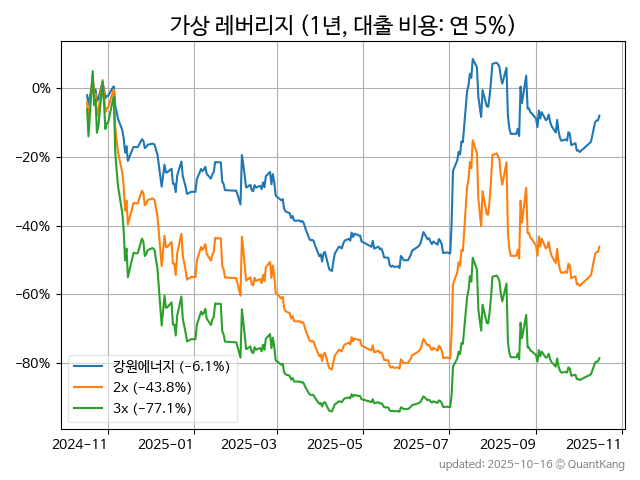 가상 레버리지 (1년, 대출 비용: 연 5%)
0%
−20%
−40%
−60%
−80%
강원에너지 (−6.1%)
2x (−43.8%)
3x (−77.1%)
2024−11 2025−01 2025−03 2025−05 2025−07 2025−09 2025−11
updated: 2025-10-16 © QuantKang